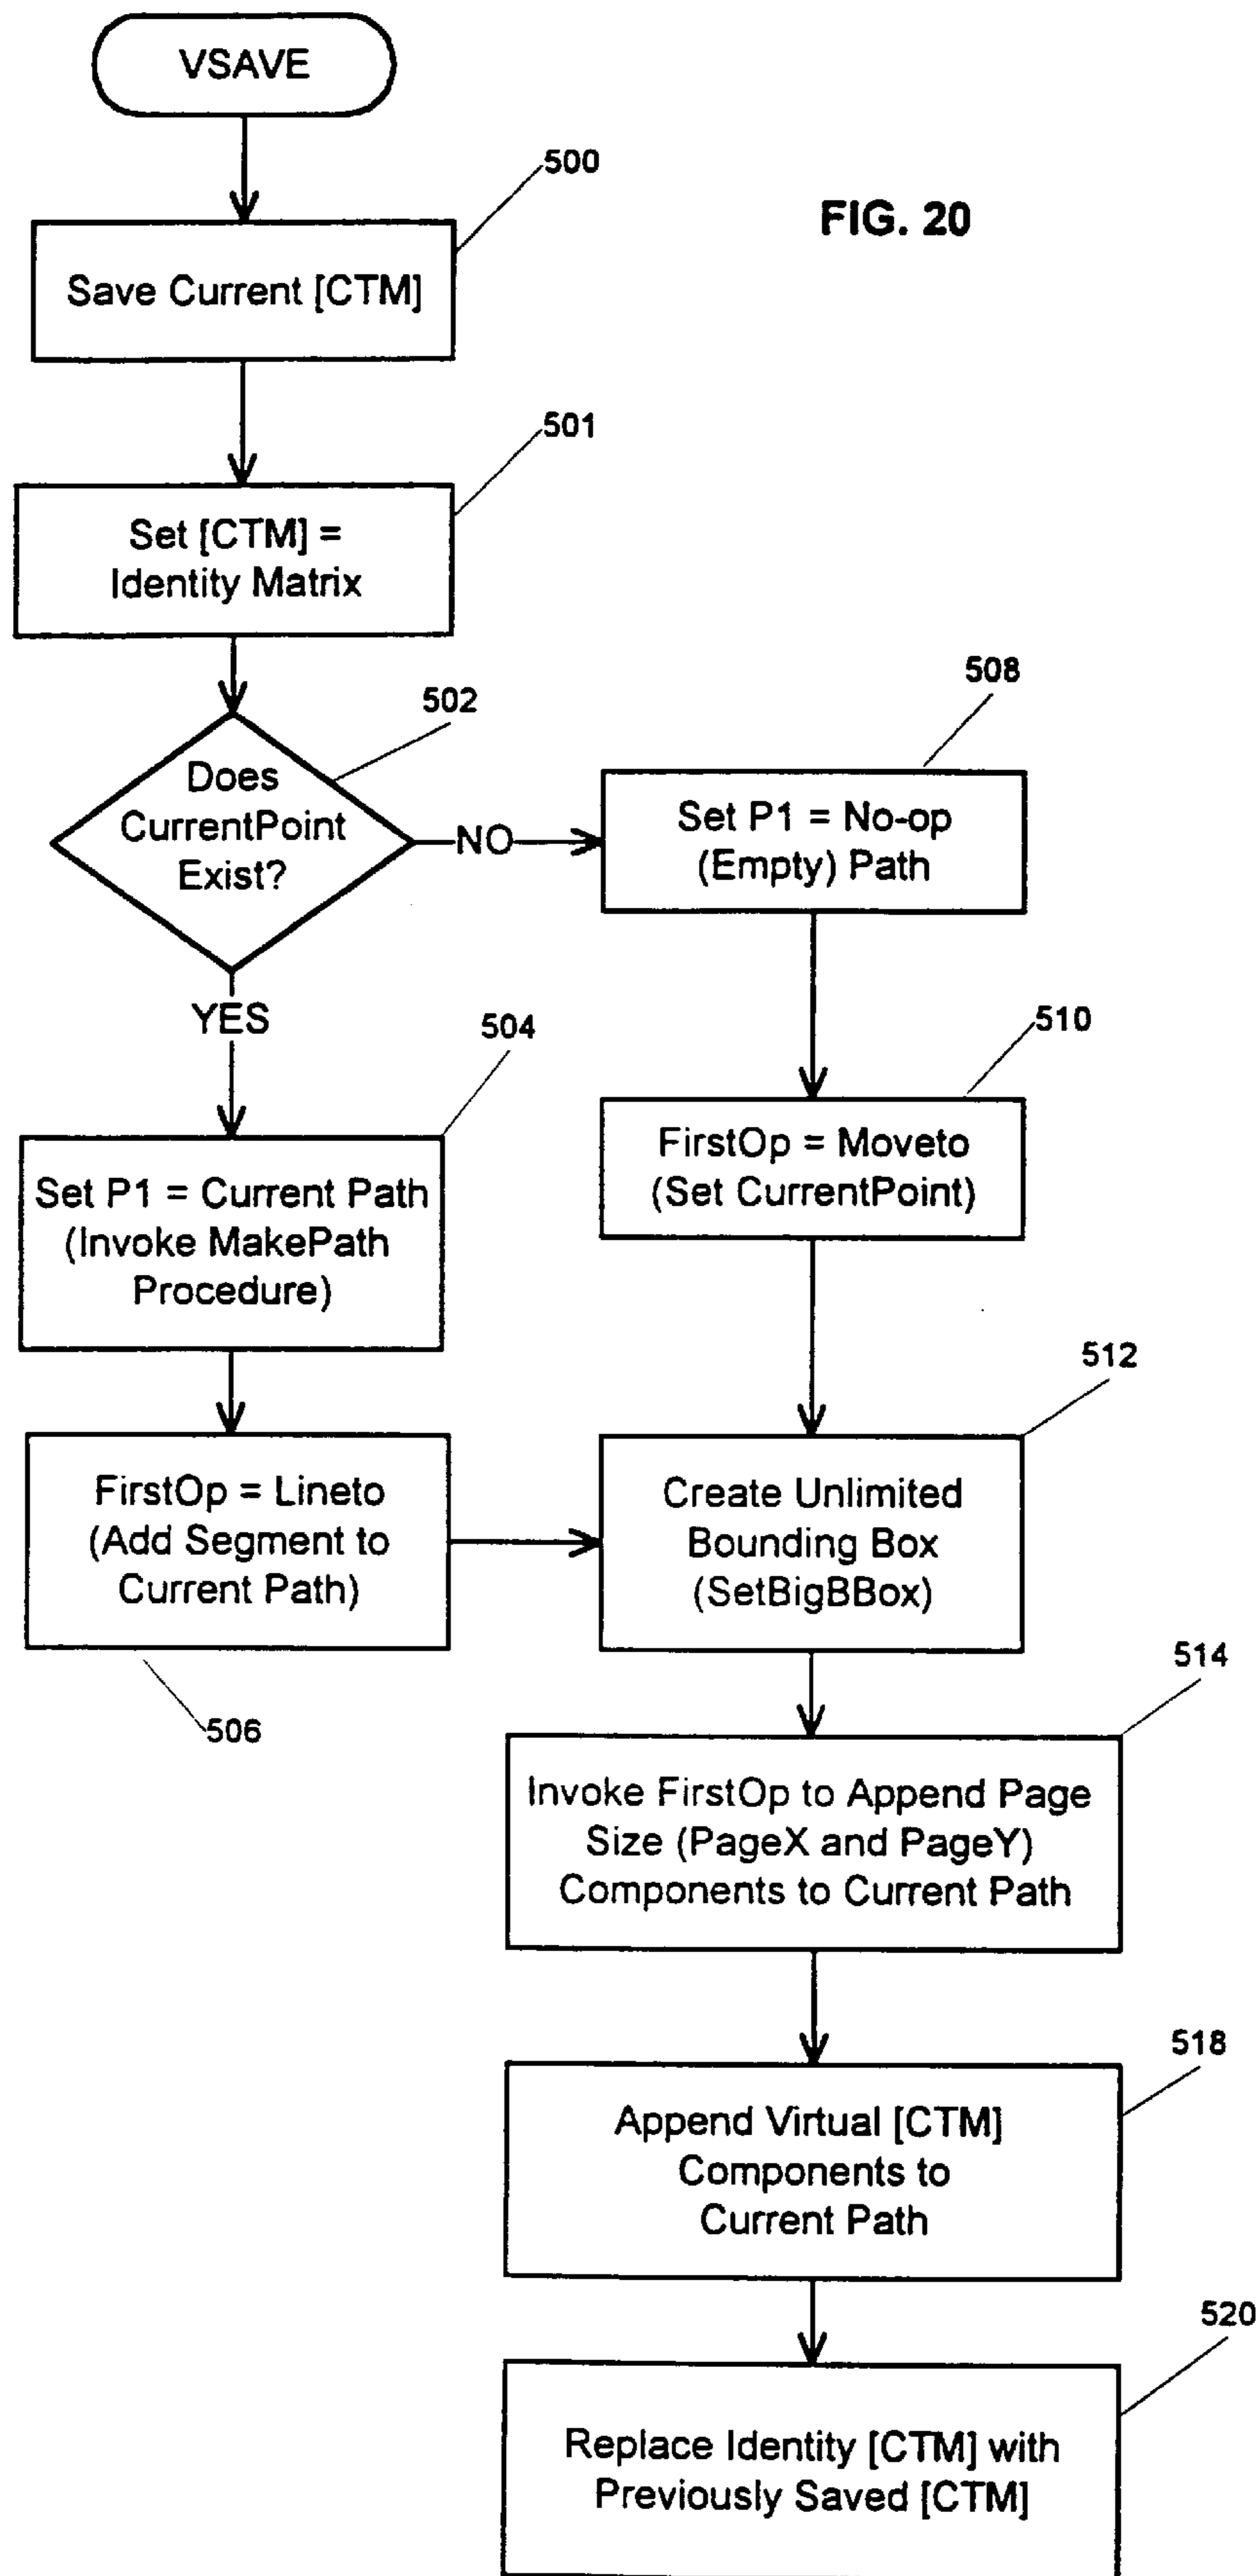 VSAVE
500
FIG. 20
Save Current [CTM]
501
Set [CTM] =
Identity Matrix
502
508
Does
CurrentPoint
Exist?
NO
Set P1 = No-op
(Empty) Path
YES
504
510
FirstOp = Moveto
(Set CurrentPoint)
Set P1 = Current Path
(Invoke MakePath
Procedure)
512
FirstOp = Lineto
(Add Segment to
Current Path)
Create Unlimited
Bounding Box
(SetBigBBox)
506
514
Invoke FirstOp to Append Page
Size (PageX and PageY)
Components to Current Path
518
Append Virtual [CTM]
Components to
Current Path
520
Replace Identity [CTM] with
Previously Saved [CTM]